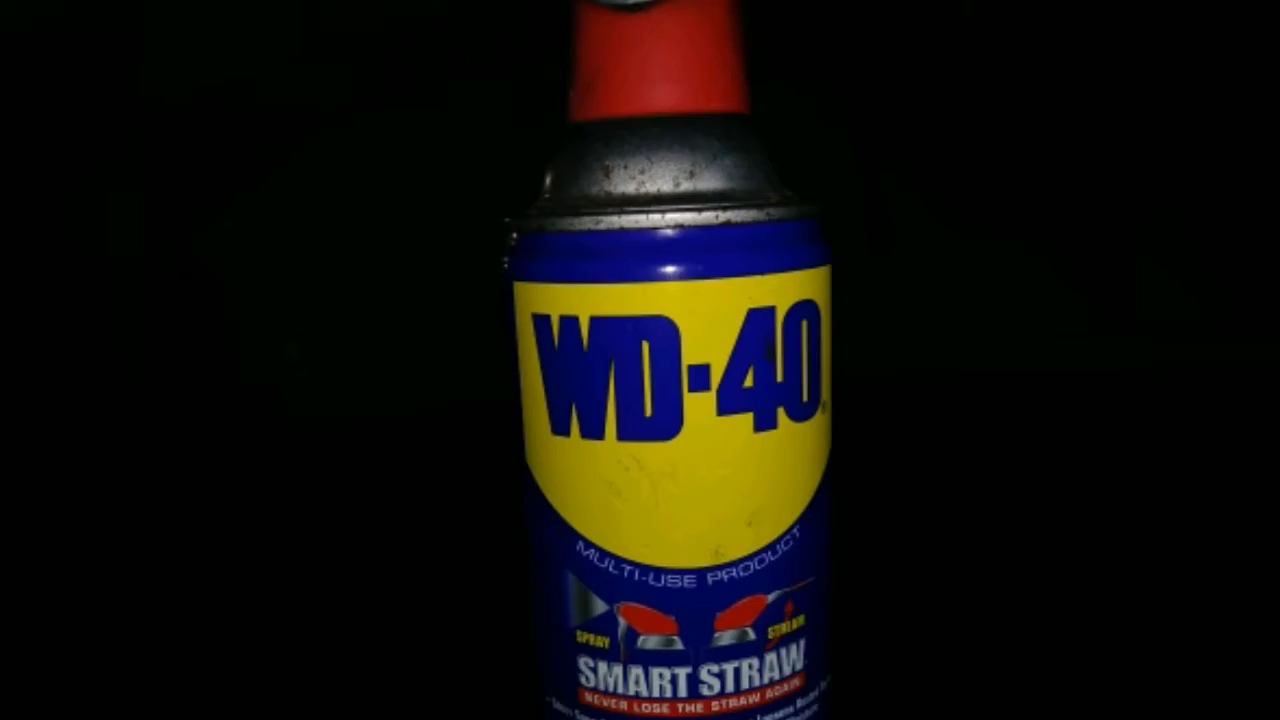 WD-40
MULTI-USE PRODUCT
SPRAY
STREAM
SMART STRAW
NEVER LOSE THE STRAW AGAIN